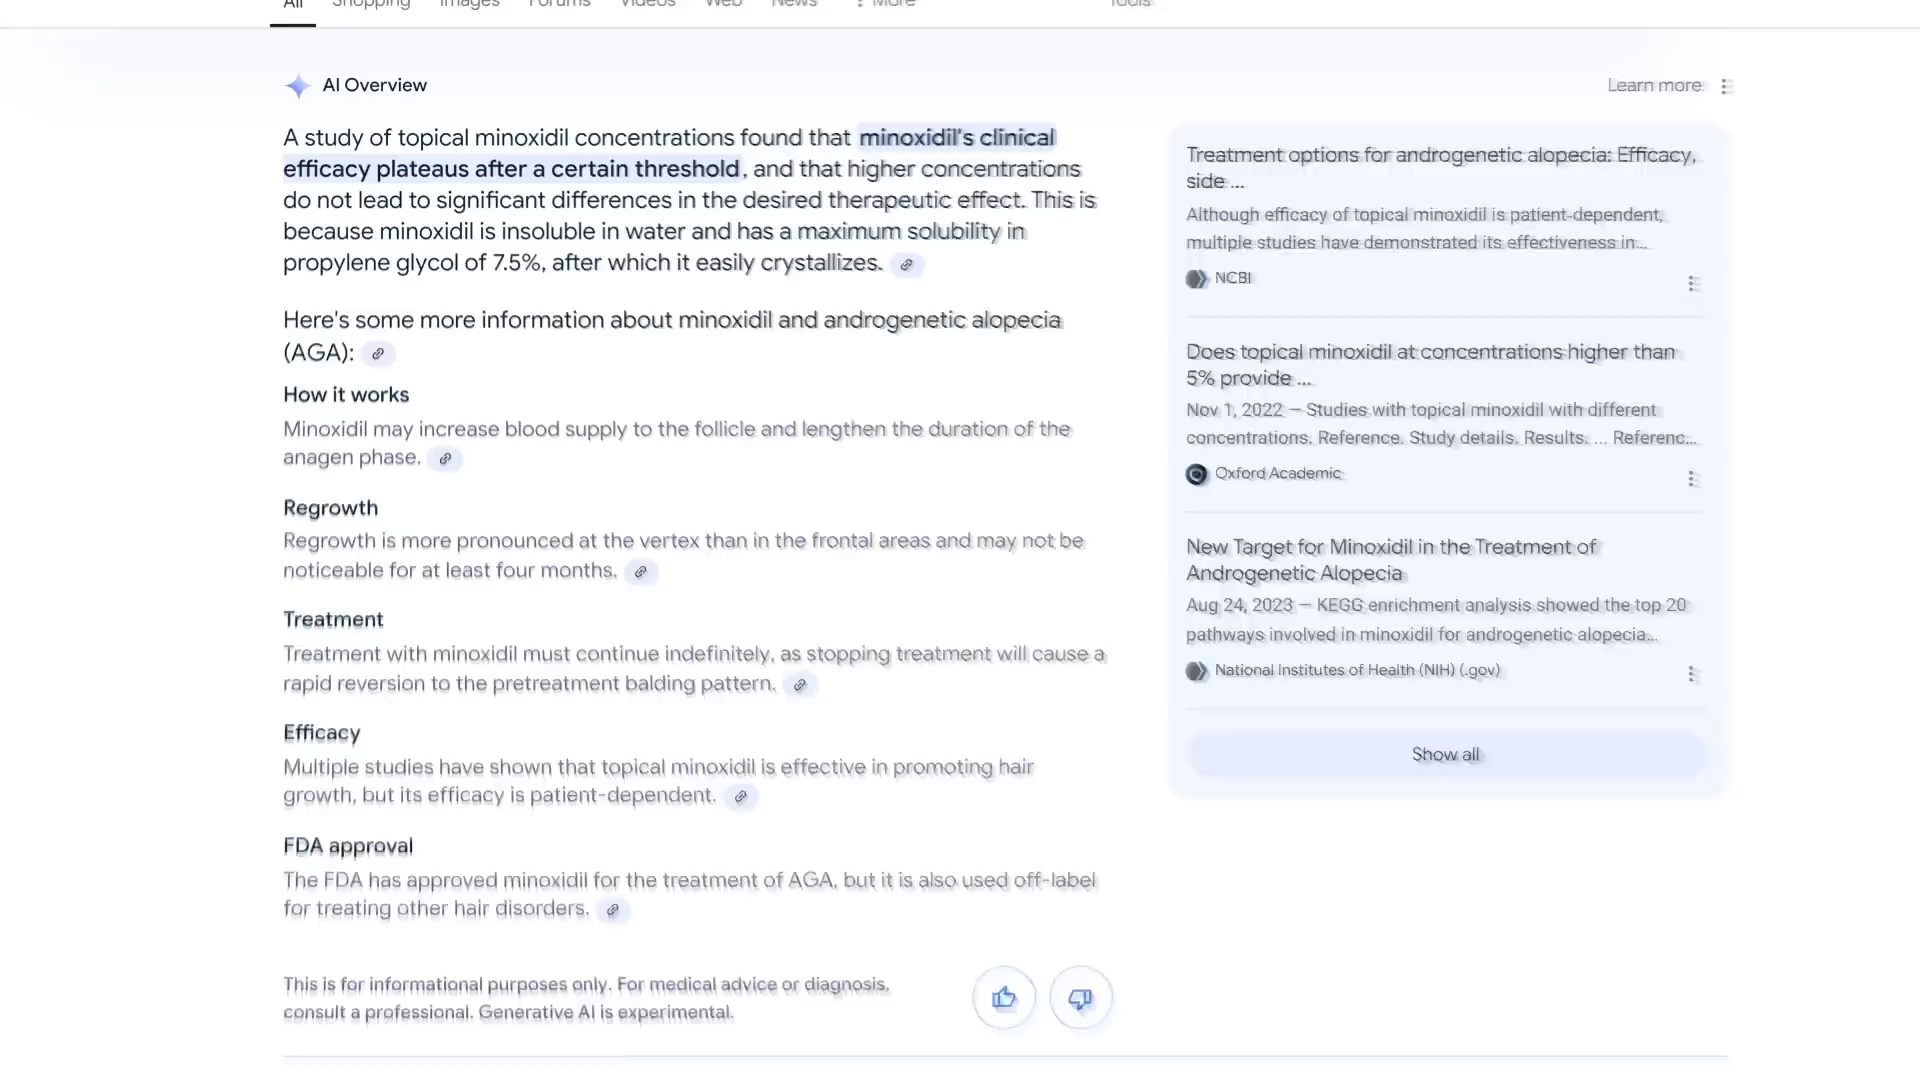 All Shopping Images Forums Videos Web News More Tools
AI Overview
Learn more
A study of topical minoxidil concentrations found that minoxidil's clinical
efficacy plateaus after a certain threshold, and that higher concentrations
do not lead to significant differences in the desired therapeutic effect. This is
because minoxidil is insoluble in water and has a maximum solubility in
propylene glycol of 7.5%, after which it easily crystallizes.
Here's some more information about minoxidil and androgenetic alopecia
(AGA):
How it works
Minoxidil may increase blood supply to the follicle and lengthen the duration of the
anagen phase.
Regrowth
Regrowth is more pronounced at the vertex than in the frontal areas and may not be
noticeable for at least four months.
Treatment
Treatment with minoxidil must continue indefinitely, as stopping treatment will cause a
rapid reversion to the pretreatment balding pattern.
Efficacy
Multiple studies have shown that topical minoxidil is effective in promoting hair
growth, but its efficacy is patient-dependent.
FDA approval
The FDA has approved minoxidil for the treatment of AGA, but it is also used off-label
for treating other hair disorders.
This is for informational purposes only. For medical advice or diagnosis,
consult a professional. Generative AI is experimental.
Treatment options for androgenetic alopecia: Efficacy,
side ...
Although efficacy of topical minoxidil is patient-dependent,
multiple studies have demonstrated its effectiveness in...
NCBI
Does topical minoxidil at concentrations higher than
5% provide ...
Nov 1, 2022 — Studies with topical minoxidil with different
concentrations. Reference. Study details. Results. ... Referenc...
Oxford Academic
New Target for Minoxidil in the Treatment of
Androgenetic Alopecia
Aug 24, 2023 — KEGG enrichment analysis showed the top 20
pathways involved in minoxidil for androgenetic alopecia...
National Institutes of Health (NIH) (.gov)
Show all